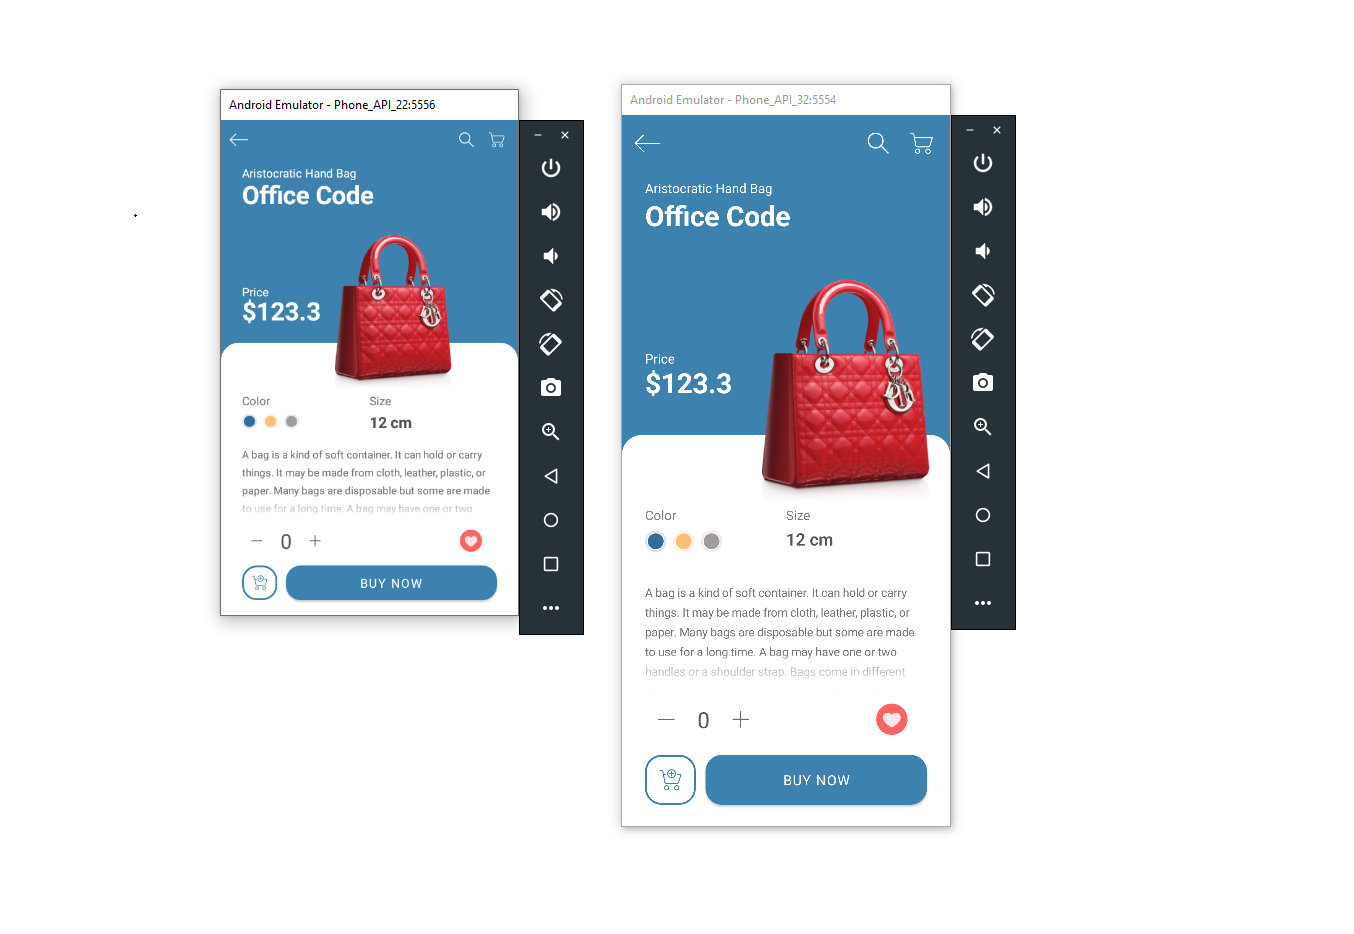 Android Emulator - Phone_API_22:5556
Aristocratic Hand Bag
Office Code
Price
$123.3
Color
Size
12 cm
A bag is a kind of soft container. It can hold or carry
things. It may be made from cloth, leather, plastic, or
paper. Many bags are disposable but some are made
to use for a long time. A bag may have one or two
0
BUY NOW
Android Emulator - Phone_API_32:5554
Aristocratic Hand Bag
Office Code
Price
$123.3
Color
Size
12 cm
A bag is a kind of soft container. It can hold or carry
things. It may be made from cloth, leather, plastic, or
paper. Many bags are disposable but some are made
to use for a long time. A bag may have one or two
handles or a shoulder strap. Bags come in different
0
BUY NOW